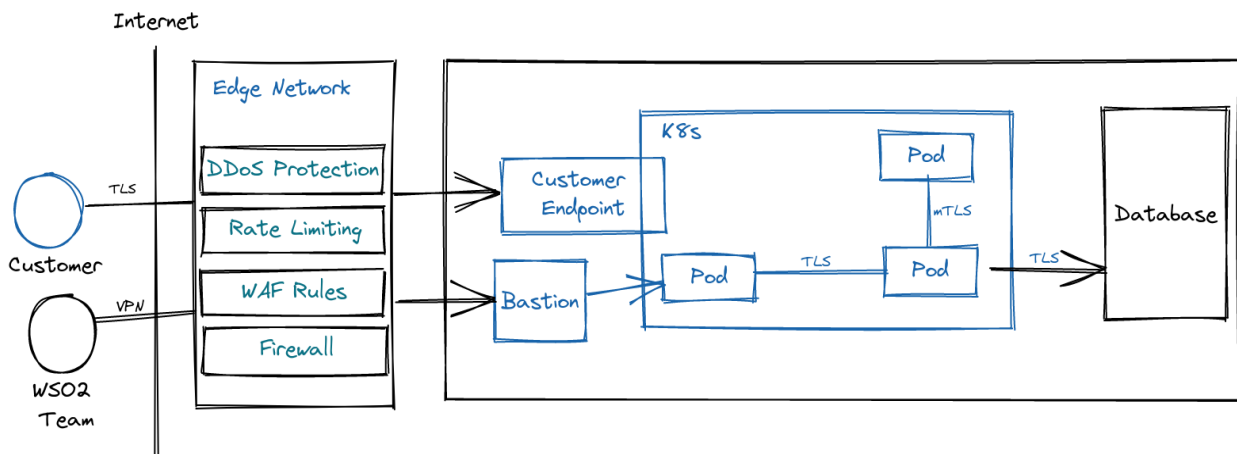 Internet
Edge Network
DDoS Protection
Rate Limiting
WAF Rules
Firewall
TLS
Customer
VPN
WSO2
Team
Customer
Endpoint
Bastion
K8s
Pod
mTLS
Pod
TLS
Pod
TLS
Database